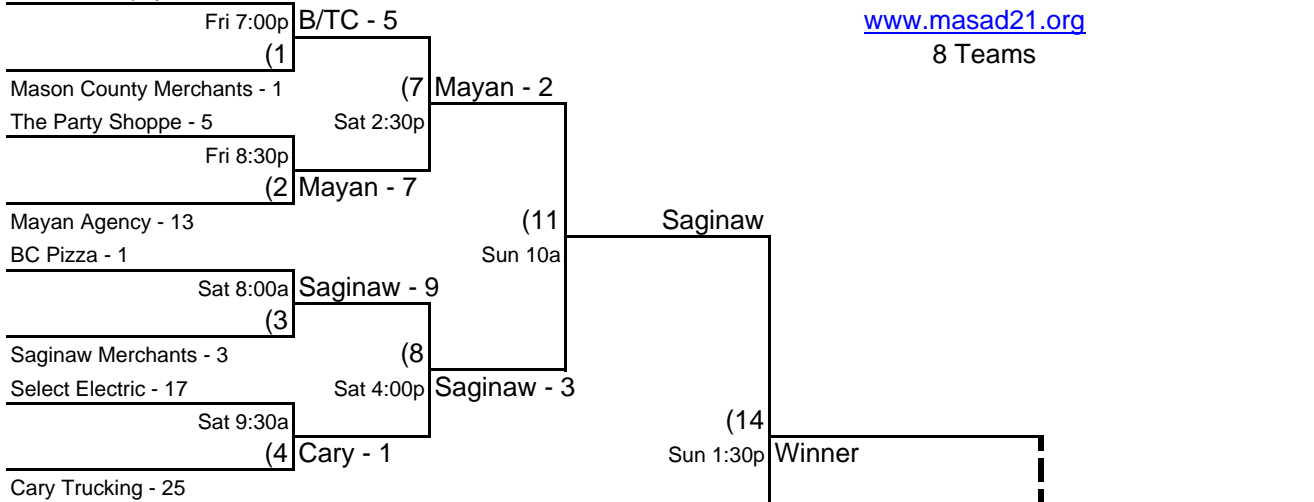 Fri 7:00p B/TC - 5 www.masad21.org
(1 8 Teams
Mason County Merchants - 1 (7 Mayan - 2
The Party Shoppe - 5 Sat 2:30p
Fri 8:30p
(2 Mayan - 7
Mayan Agency - 13 (11 Saginaw
BC Pizza - 1 Sun 10a
Sat 8:00a Saginaw - 9
(3
Saginaw Merchants - 3 (8
Select Electric - 17 Sat 4:00p Saginaw - 3
Sat 9:30a (14
(4 Cary - 1 Sun 1:30p Winner
Cary Trucking - 25